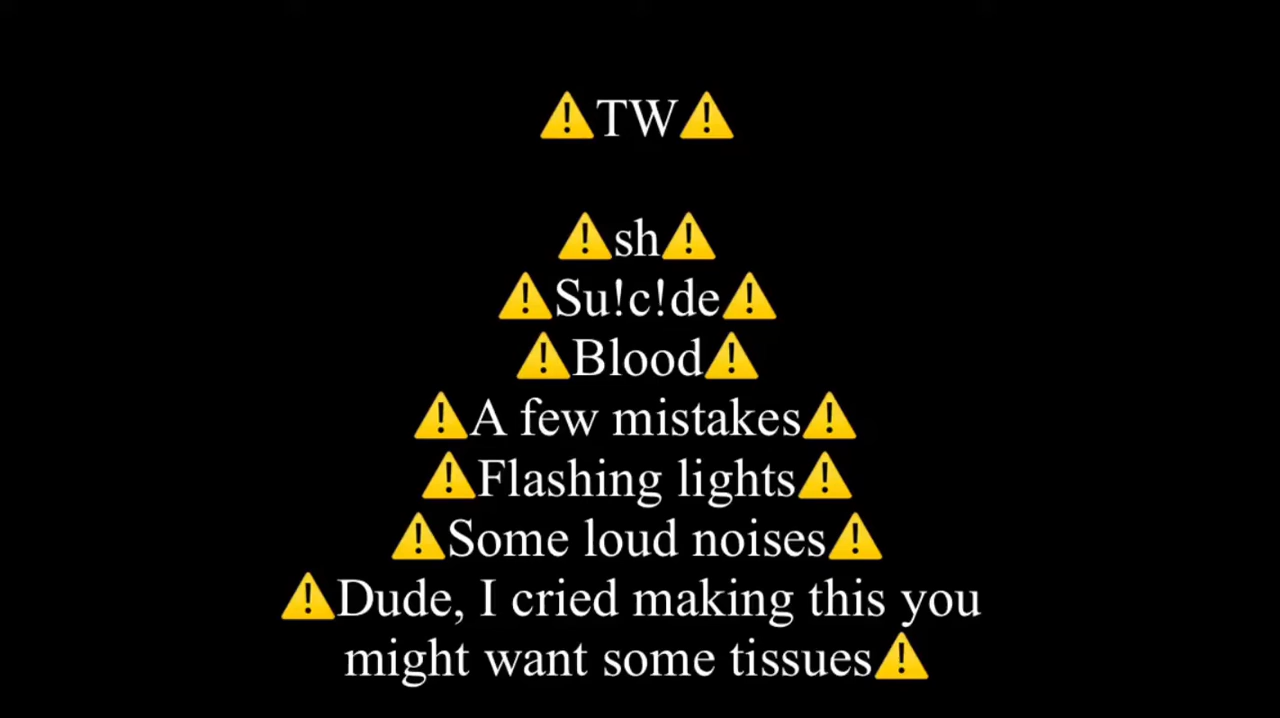 ⚠️TW⚠️
⚠️sh⚠️
⚠️Su!c!de⚠️
⚠️Blood⚠️
⚠️A few mistakes⚠️
⚠️Flashing lights⚠️
⚠️Some loud noises⚠️
⚠️Dude, I cried making this you
might want some tissues⚠️